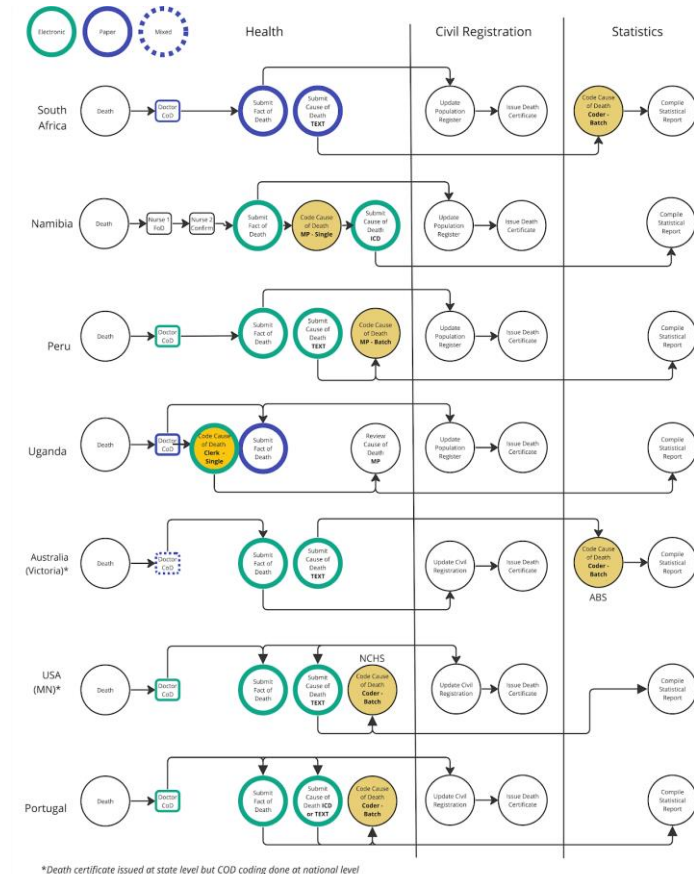 Electronic
Paper
Mixed
Health
Civil Registration
Statistics
South
Africa
Death
Doctor
CoD
Submit
Fact of
Death
Submit
Cause of
Death
TEXT
Update
Population
Register
Issue Death
Certificate
Code Cause
of Death
Coder -
Batch
Compile
Statistical
Report
Namibia
Death
Nurse 1
FoD
Nurse 2
Confirm
Submit
Fact of
Death
Code Cause
of Death
MP - Single
Submit
Cause of
Death
ICD
Update
Population
Register
Issue Death
Certificate
Compile
Statistical
Report
Peru
Death
Doctor
CoD
Submit
Fact of
Death
Submit
Cause of
Death
TEXT
Code Cause
of Death
MP - Batch
Update
Population
Register
Issue Death
Certificate
Compile
Statistical
Report
Uganda
Death
Doctor
CoD
Code Cause
of Death
Clerk –
Single
Submit
Fact of
Death
Review
Cause of
Death
MP
Update
Population
Register
Issue Death
Certificate
Compile
Statistical
Report
Australia
(Victoria)*
Death
Doctor
CoD
Submit
Fact of
Death
Submit
Cause of
Death
TEXT
Update Civil
Registration
Issue Death
Certificate
Code Cause
of Death
Coder -
Batch
ABS
Compile
Statistical
Report
USA
(MN)*
Death
Doctor
CoD
Submit
Fact of
Death
Submit
Cause of
Death
TEXT
NCHS
Code Cause
of Death
Coder -
Batch
Update Civil
Registration
Issue Death
Certificate
Compile
Statistical
Report
Portugal
Death
Doctor
CoD
Submit
Fact of
Death
Submit
Cause of
Death ICD
or TEXT
Code Cause
of Death
Coder -
Batch
Update Civil
Registration
Issue Death
Certificate
Compile
Statistical
Report
*Death certificate issued at state level but COD coding done at national level